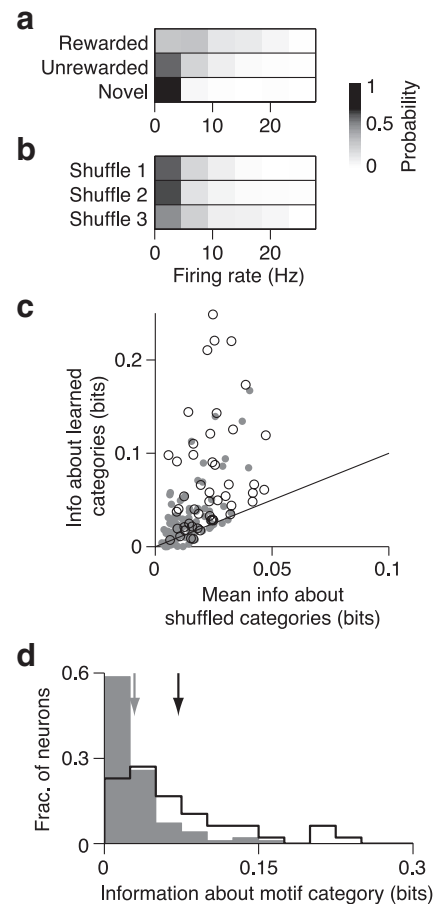 a
Rewarded
Unrewarded
Novel
0 10 20
1
0.5
0
Probability
b
Shuffle 1
Shuffle 2
Shuffle 3
0 10 20
Firing rate (Hz)
c
Info about learned
categories (bits)
0.2
0.1
0
0 0.05 0.1
Mean info about
shuffled categories (bits)
d
Frac. of neurons
0.6
0.3
0
0 0.15 0.3
Information about motif category (bits)